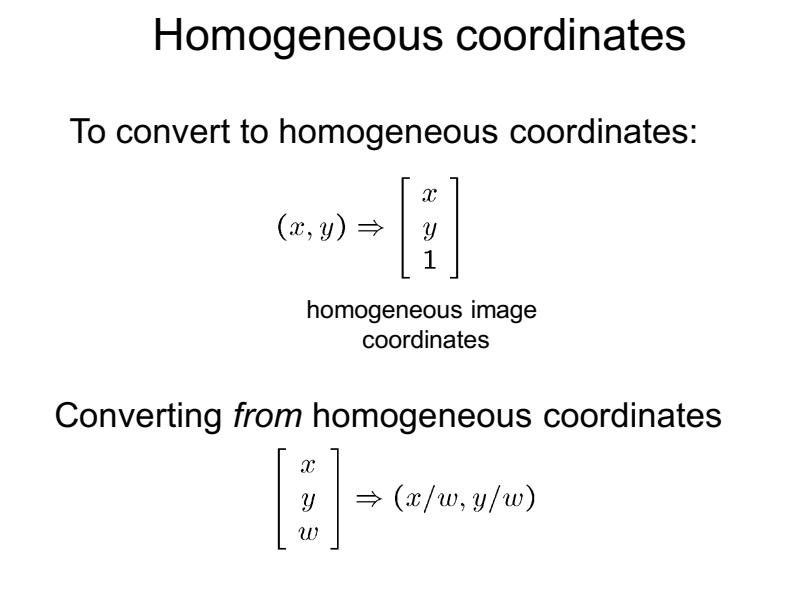 Homogeneous coordinates
To convert to homogeneous coordinates:
(x, y) ⇒ [ x
y
1 ]
homogeneous image
coordinates
Converting from homogeneous coordinates
[ x
y
w ] ⇒ (x/w, y/w)